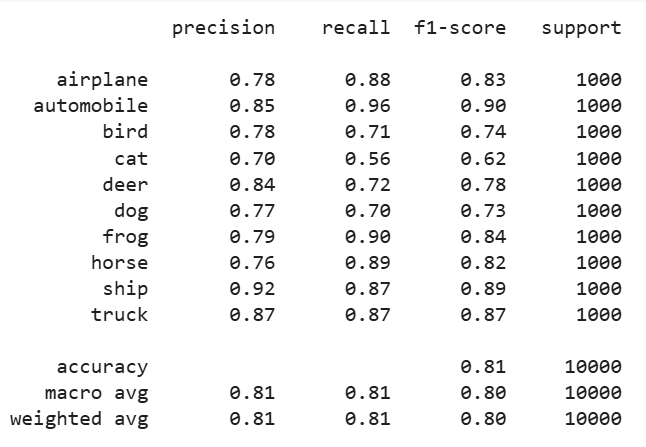 precision recall f1-score support
airplane 0.78 0.88 0.83 1000
automobile 0.85 0.96 0.90 1000
bird 0.78 0.71 0.74 1000
cat 0.70 0.56 0.62 1000
deer 0.84 0.72 0.78 1000
dog 0.77 0.70 0.73 1000
frog 0.79 0.90 0.84 1000
horse 0.76 0.89 0.82 1000
ship 0.92 0.87 0.89 1000
truck 0.87 0.87 0.87 1000
accuracy 0.81 10000
macro avg 0.81 0.81 0.80 10000
weighted avg 0.81 0.81 0.80 10000